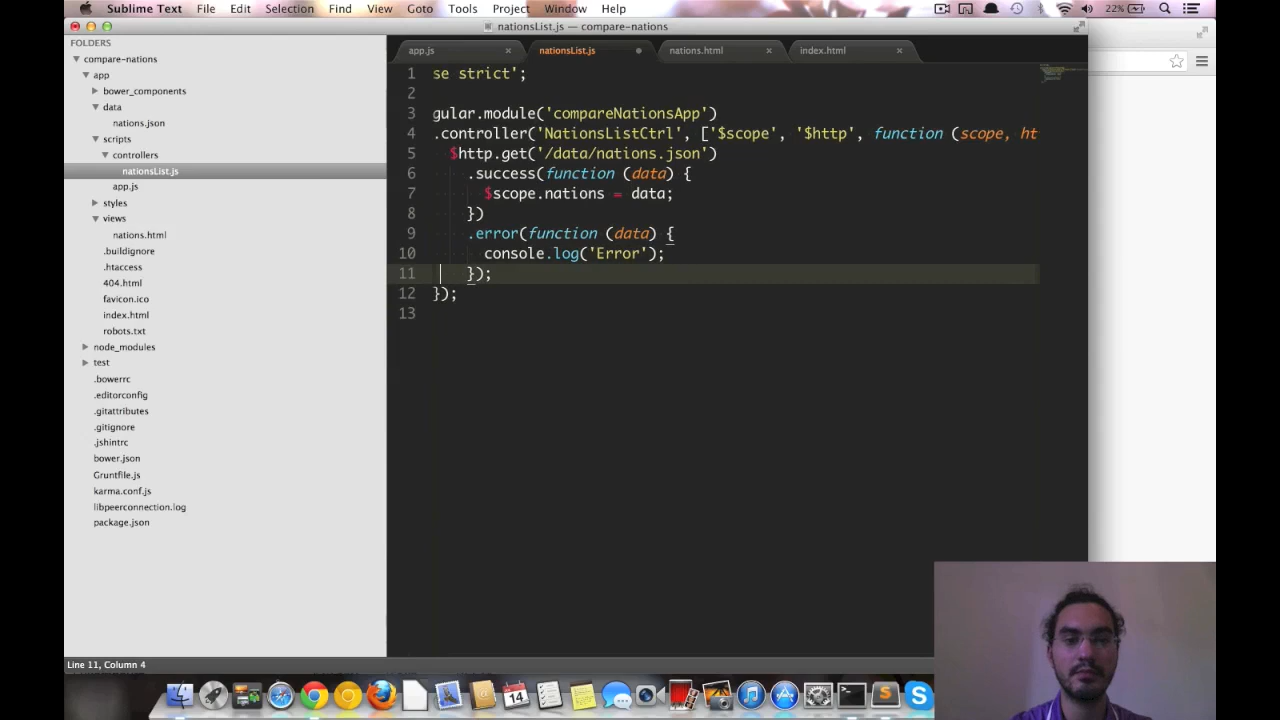 Sublime Text File Edit Selection Find View Goto Tools Project Window Help 22%
nationsList.js — compare-nations
FOLDERS
compare-nations
app
bower_components
data
nations.json
scripts
controllers
nationsList.js
app.js
styles
views
nations.html
.buildignore
.htaccess
404.html
favicon.ico
index.html
robots.txt
node_modules
test
.bowerrc
.editorconfig
.gitattributes
.gitignore
.jshintrc
bower.json
Gruntfile.js
karma.conf.js
libpeerconnection.log
package.json
app.js nationsList.js nations.html index.html
1 se strict';
2
3 gular.module('compareNationsApp')
4 .controller('NationsListCtrl', ['$scope', '$http', function (scope, ht
5 $http.get('/data/nations.json')
6 .success(function (data) {
7 $scope.nations = data;
8 })
9 .error(function (data) {
10 console.log('Error');
11 });
12 });
13
Line 11, Column 4
14